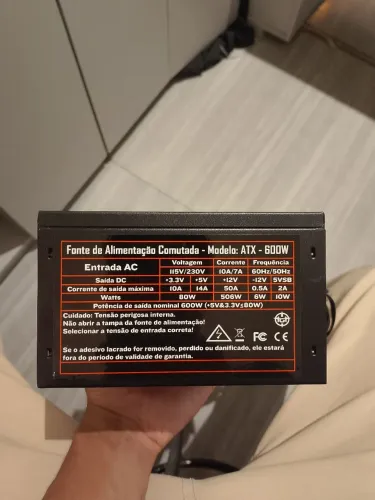 Fonte de Alimentação Comutada - Modelo: ATX - 600W
Entrada AC Voltagem Corrente Frequência
115V/230V 10A/7A 60Hz/50Hz
Saída DC +3.3V +5V +12V -12V 5VSB
Corrente de saída máxima 10A 14A 50A 0.5A 2A
Watts 80W 506W 6W 10W
Potência de saída nominal 600W (+5V&3.3V≤80W)
Cuidado: Tensão perigosa interna.
Não abrir a tampa da fonte de alimentação!
Selecionar a tensão de entrada correta!
FC CE
Se o adesivo lacrado for removido, perdido ou danificado, ele estará
fora do período de validade de garantia.